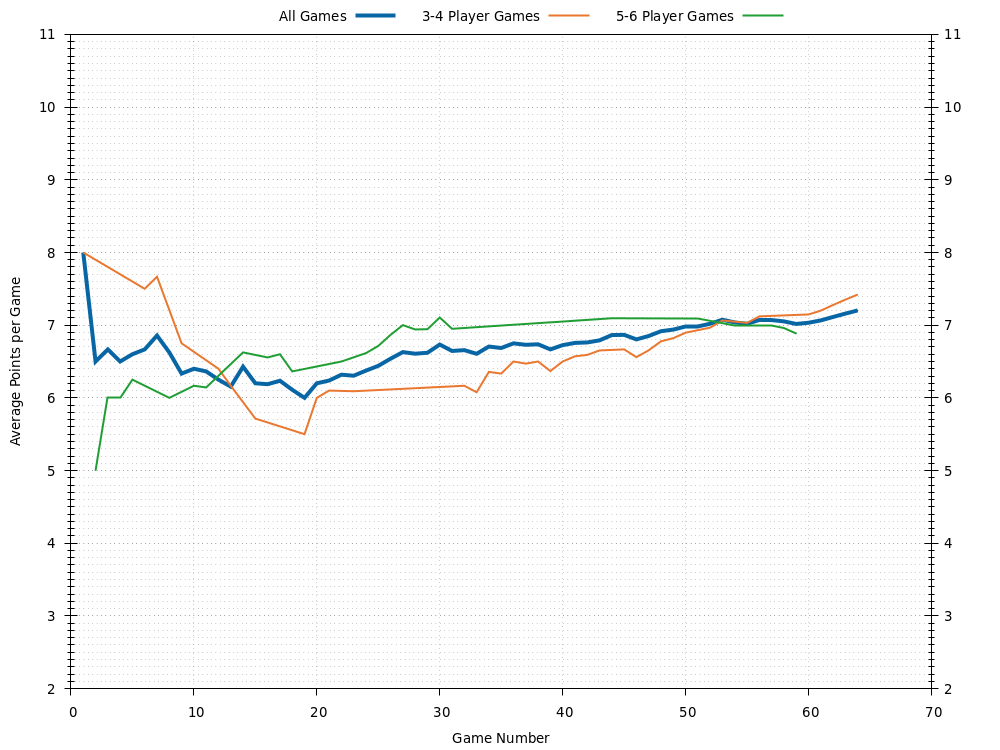 All Games 3-4 Player Games 5-6 Player Games
11 11
10 10
9 9
8 8
7 7
6 6
5 5
4 4
3 3
2 2
0 10 20 30 40 50 60 70
Average Points per Game
Game Number